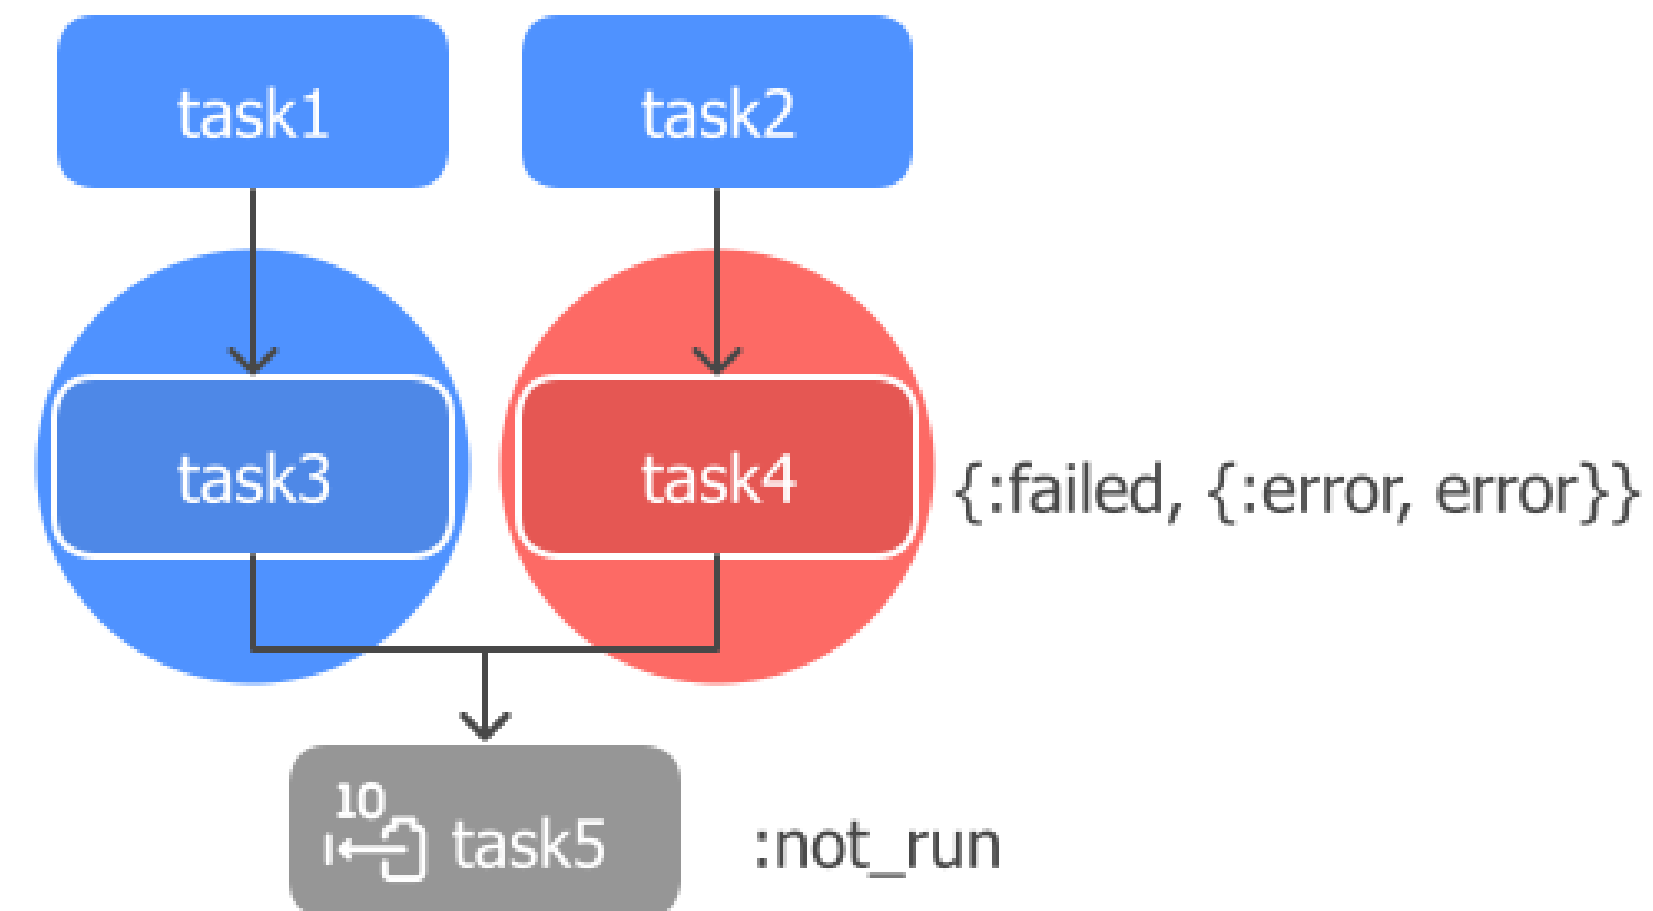 task1
task2
task3
task4
{:failed, {:error, error}}
10
task5
:not_run